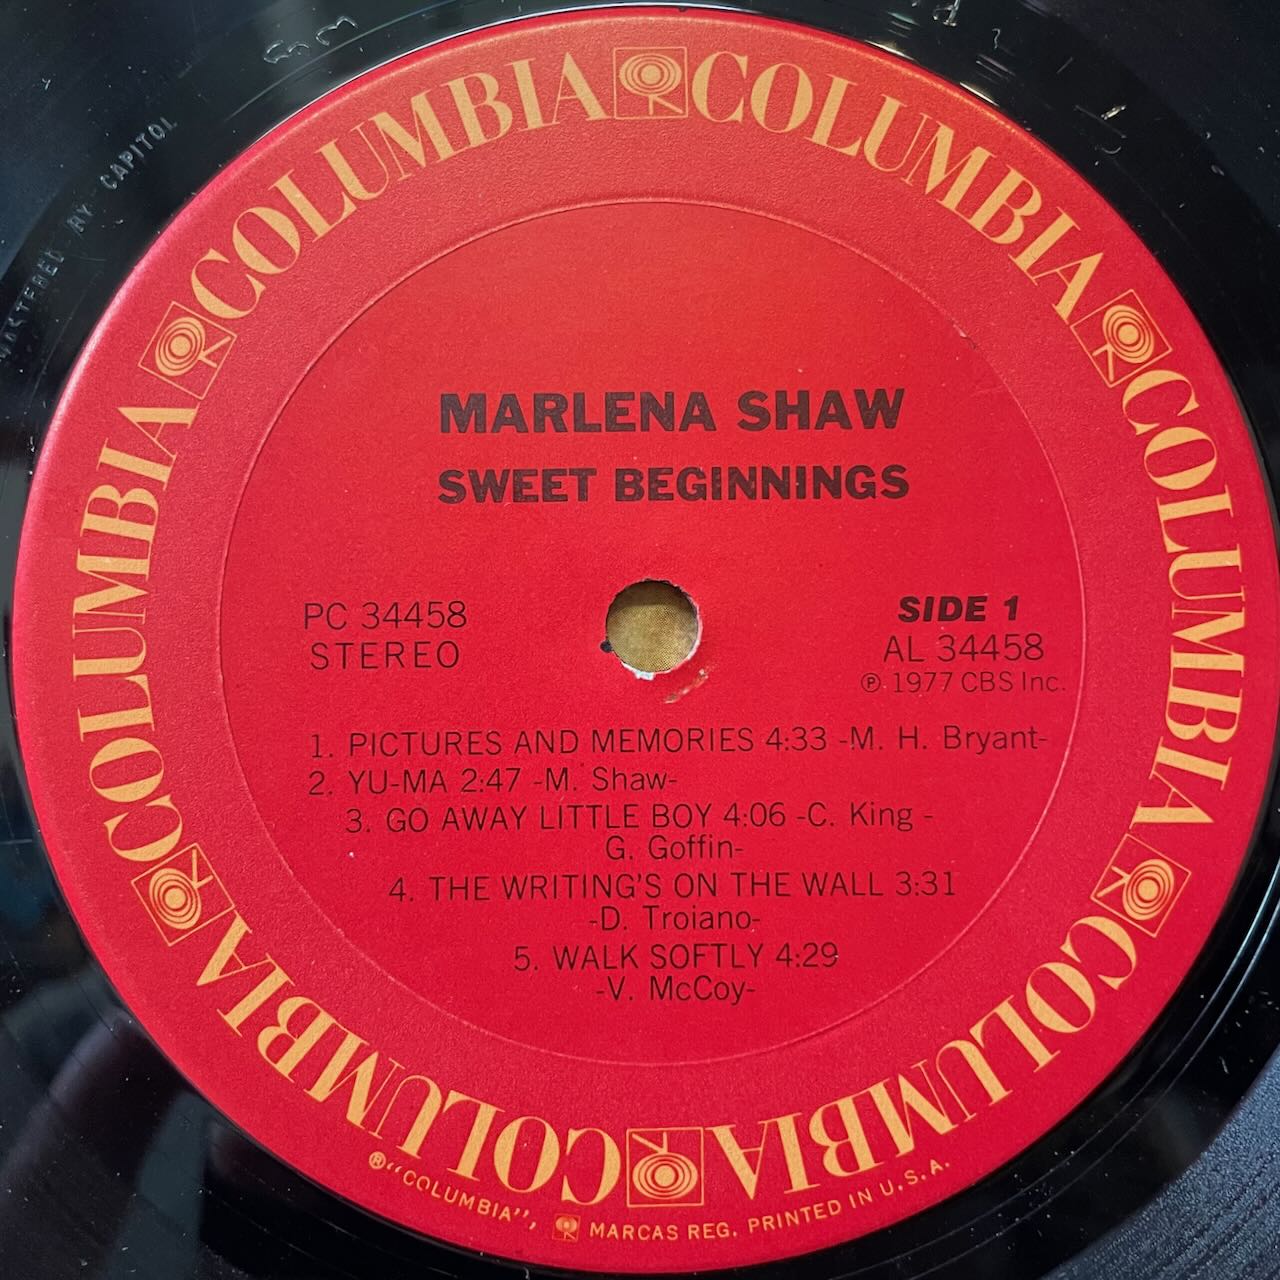 COLUMBIA COLUMBIA COLUMBIA COLUMBIA COLUMBIA COLUMBIA
MASTERED BY CAPITOL
MARLENA SHAW
SWEET BEGINNINGS
PC 34458
STEREO
SIDE 1
AL 34458
Ⓟ 1977 CBS Inc.
1. PICTURES AND MEMORIES 4:33 -M. H. Bryant-
2. YU-MA 2:47 -M. Shaw-
3. GO AWAY LITTLE BOY 4:06 -C. King -
G. Goffin-
4. THE WRITING'S ON THE WALL 3:31
-D. Troiano-
5. WALK SOFTLY 4:29
-V. McCoy-
®"COLUMBIA", MARCAS REG. PRINTED IN U.S.A.